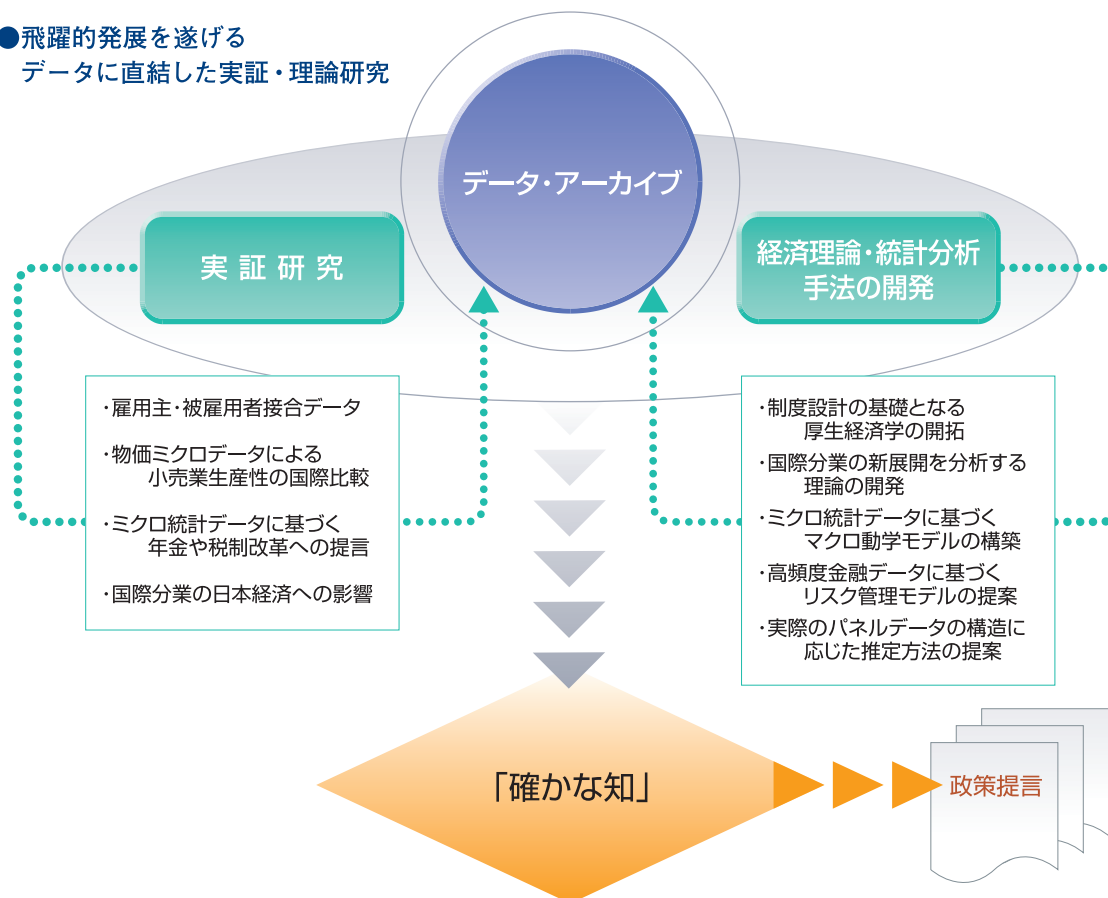 ●飛躍的発展を遂げる
データに直結した実証・理論研究
データ・アーカイブ
実証研究
経済理論・統計分析
手法の開発
・雇用主・被雇用者接合データ
・物価ミクロデータによる
小売業生産性の国際比較
・ミクロ統計データに基づく
年金や税制改革への提言
・国際分業の日本経済への影響
・制度設計の基礎となる
厚生経済学の開拓
・国際分業の新展開を分析する
理論の開発
・ミクロ統計データに基づく
マクロ動学モデルの構築
・高頻度金融データに基づく
リスク管理モデルの提案
・実際のパネルデータの構造に
応じた推定方法の提案
「確かな知」
政策提言